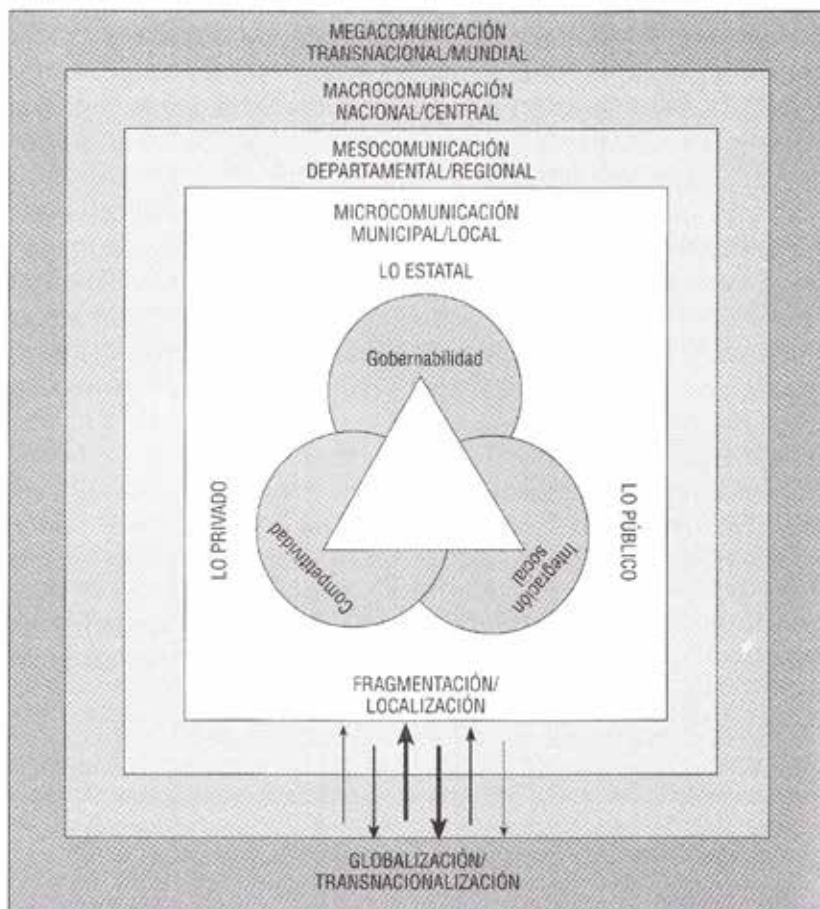 MEGACOMUNICACIÓN
TRANSNACIONAL/MUNDIAL
MACROCOMUNICACIÓN
NACIONAL/CENTRAL
MESOCOMUNICACIÓN
DEPARTAMENTAL/REGIONAL
MICROCOMUNICACIÓN
MUNICIPAL/LOCAL
LO ESTATAL
Gobernabilidad
LO PRIVADO
LO PÚBLICO
Competitividad
Integración
social
FRAGMENTACIÓN/
LOCALIZACIÓN
GLOBALIZACIÓN/
TRANSNACIONALIZACIÓN